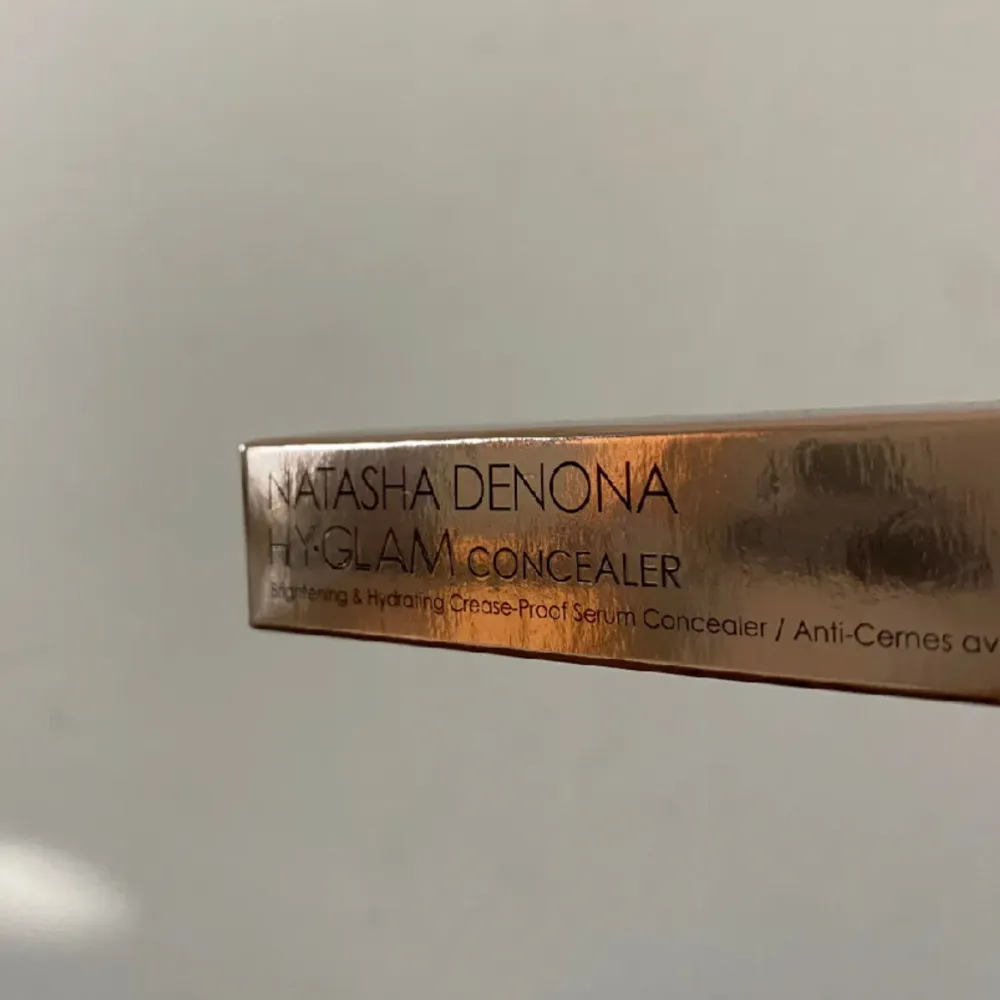 NATASHA DENONA
HY·GLAM CONCEALER
Brightening & Hydrating Crease-Proof Serum Concealer / Anti-Cernes